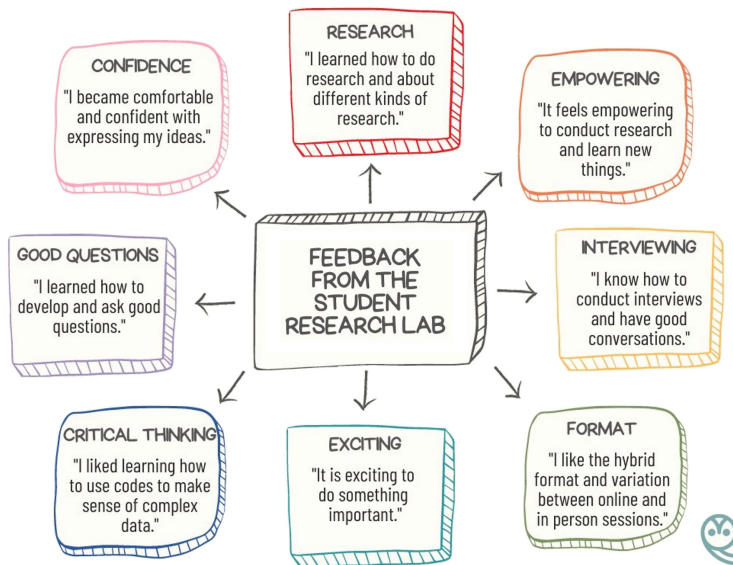 RESEARCH
"I learned how to do
research and about
different kinds of
research."
CONFIDENCE
"I became comfortable
and confident with
expressing my ideas."
EMPOWERING
"It feels empowering
to conduct research
and learn new
things."
GOOD QUESTIONS
"I learned how to
develop and ask good
questions."
FEEDBACK
FROM THE
STUDENT
RESEARCH LAB
INTERVIEWING
"I know how to
conduct interviews
and have good
conversations."
CRITICAL THINKING
"I liked learning how
to use codes to make
sense of complex
data."
EXCITING
"It is exciting to
do something
important."
FORMAT
"I like the hybrid
format and variation
between online and
in person sessions."